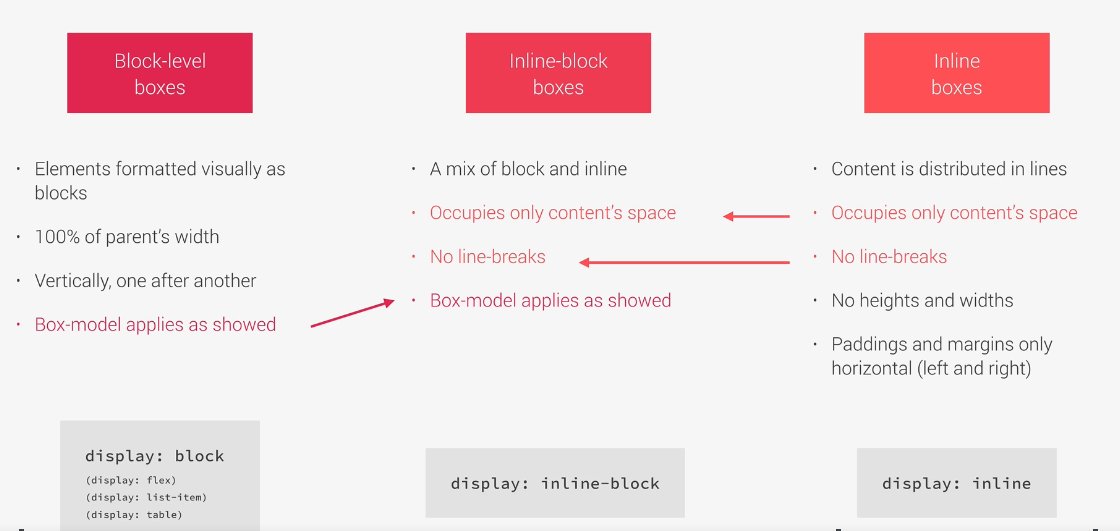 Block-level
boxes
Inline-block
boxes
Inline
boxes
· Elements formatted visually as
blocks
· 100% of parent's width
· Vertically, one after another
· Box-model applies as showed
· A mix of block and inline
· Occupies only content's space
· No line-breaks
· Box-model applies as showed
· Content is distributed in lines
· Occupies only content's space
· No line-breaks
· No heights and widths
· Paddings and margins only
horizontal (left and right)
display: block
(display: flex)
(display: list-item)
(display: table)
display: inline-block
display: inline